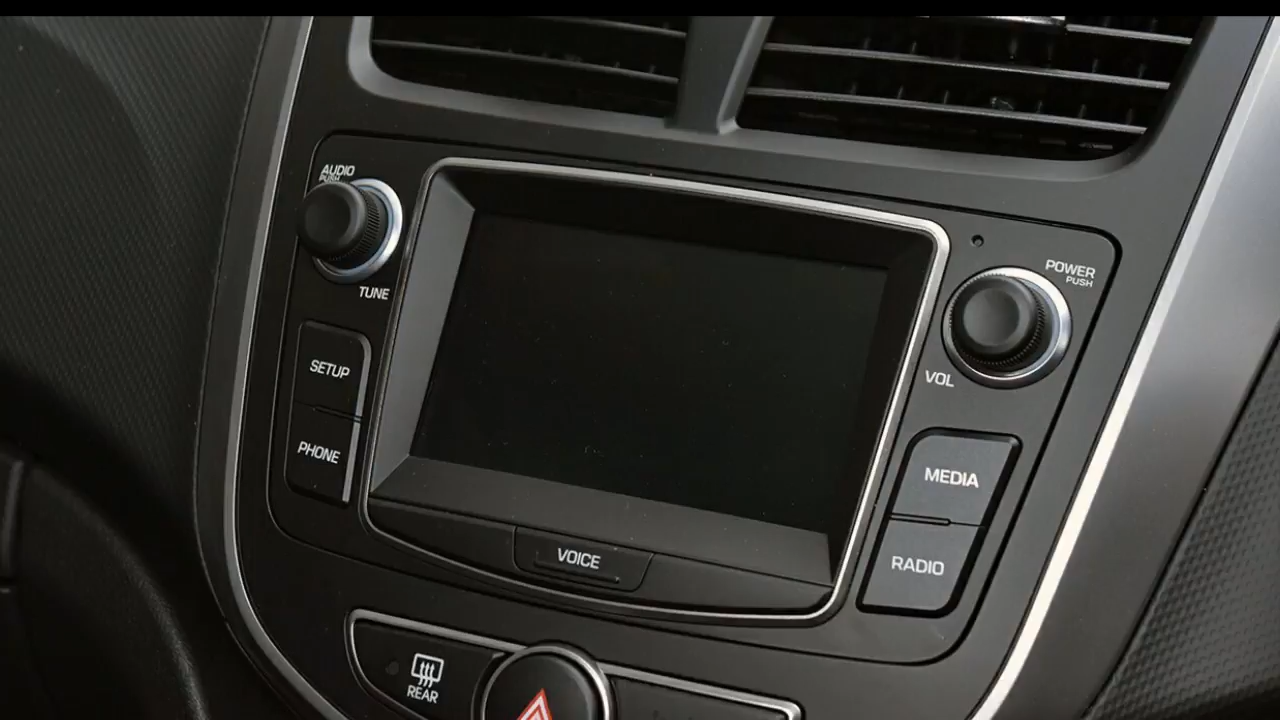 AUDIO
PUSH
TUNE
POWER
PUSH
VOL
SETUP
PHONE
MEDIA
RADIO
VOICE
REAR